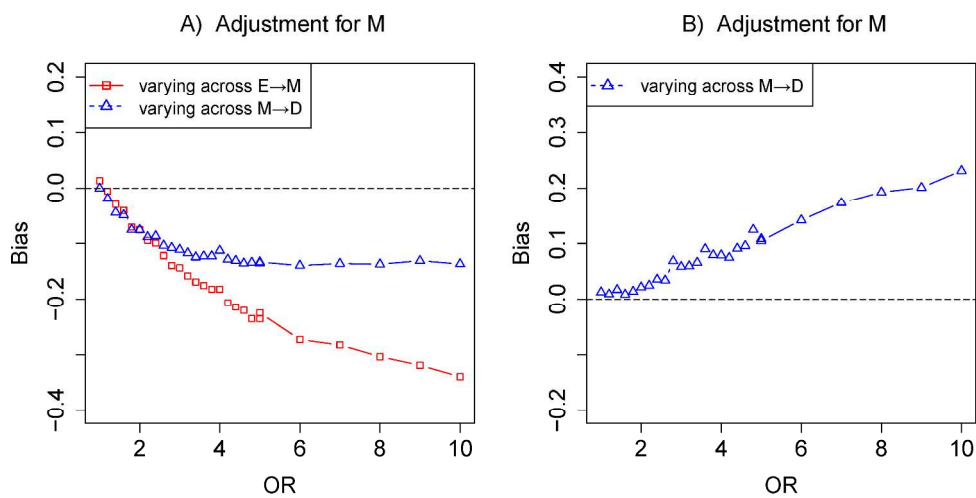 A) Adjustment for M
varying across E→M
varying across M→D
0.2
0.1
0.0
-0.2
-0.4
Bias
2
4
6
8
10
OR
B) Adjustment for M
varying across M→D
0.4
0.3
0.2
0.1
0.0
-0.2
Bias
2
4
6
8
10
OR